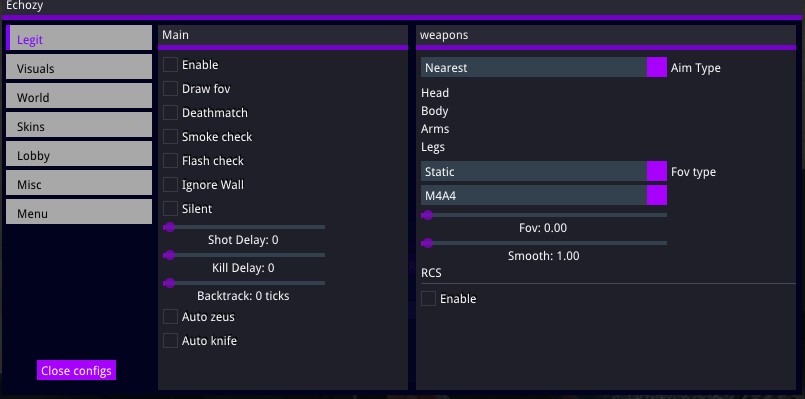 Echozy
Legit
Visuals
World
Skins
Lobby
Misc
Menu
Close configs
Main
Enable
Draw fov
Deathmatch
Smoke check
Flash check
Ignore Wall
Silent
Shot Delay: 0
Kill Delay: 0
Backtrack: 0 ticks
Auto zeus
Auto knife
weapons
Nearest Aim Type
Head
Body
Arms
Legs
Static Fov type
M4A4
Fov: 0.00
Smooth: 1.00
RCS
Enable